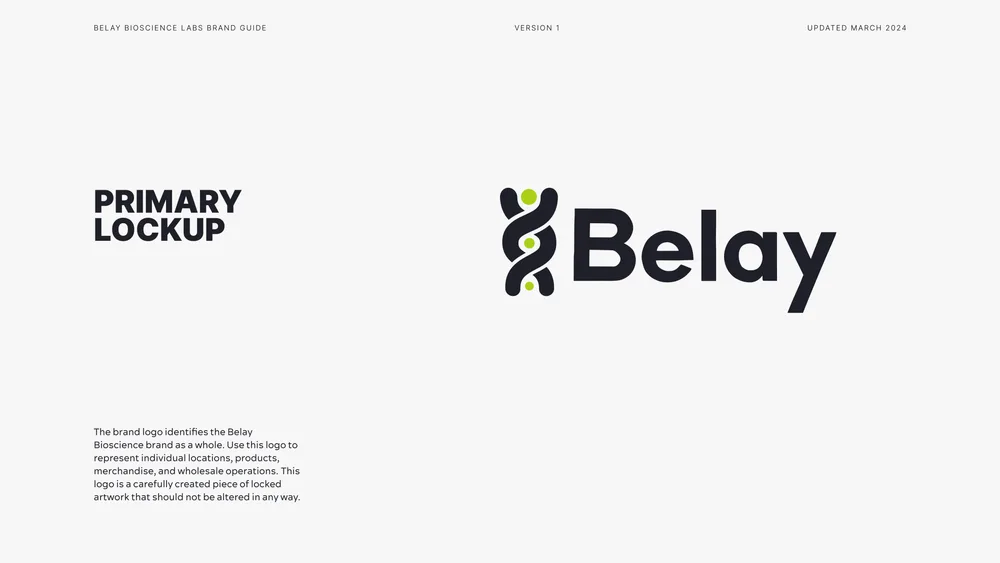 BELAY BIOSCIENCE LABS BRAND GUIDE
VERSION 1
UPDATED MARCH 2024
PRIMARY
LOCKUP
Belay
The brand logo identifies the Belay
Bioscience brand as a whole. Use this logo to
represent individual locations, products,
merchandise, and wholesale operations. This
logo is a carefully created piece of locked
artwork that should not be altered in any way.